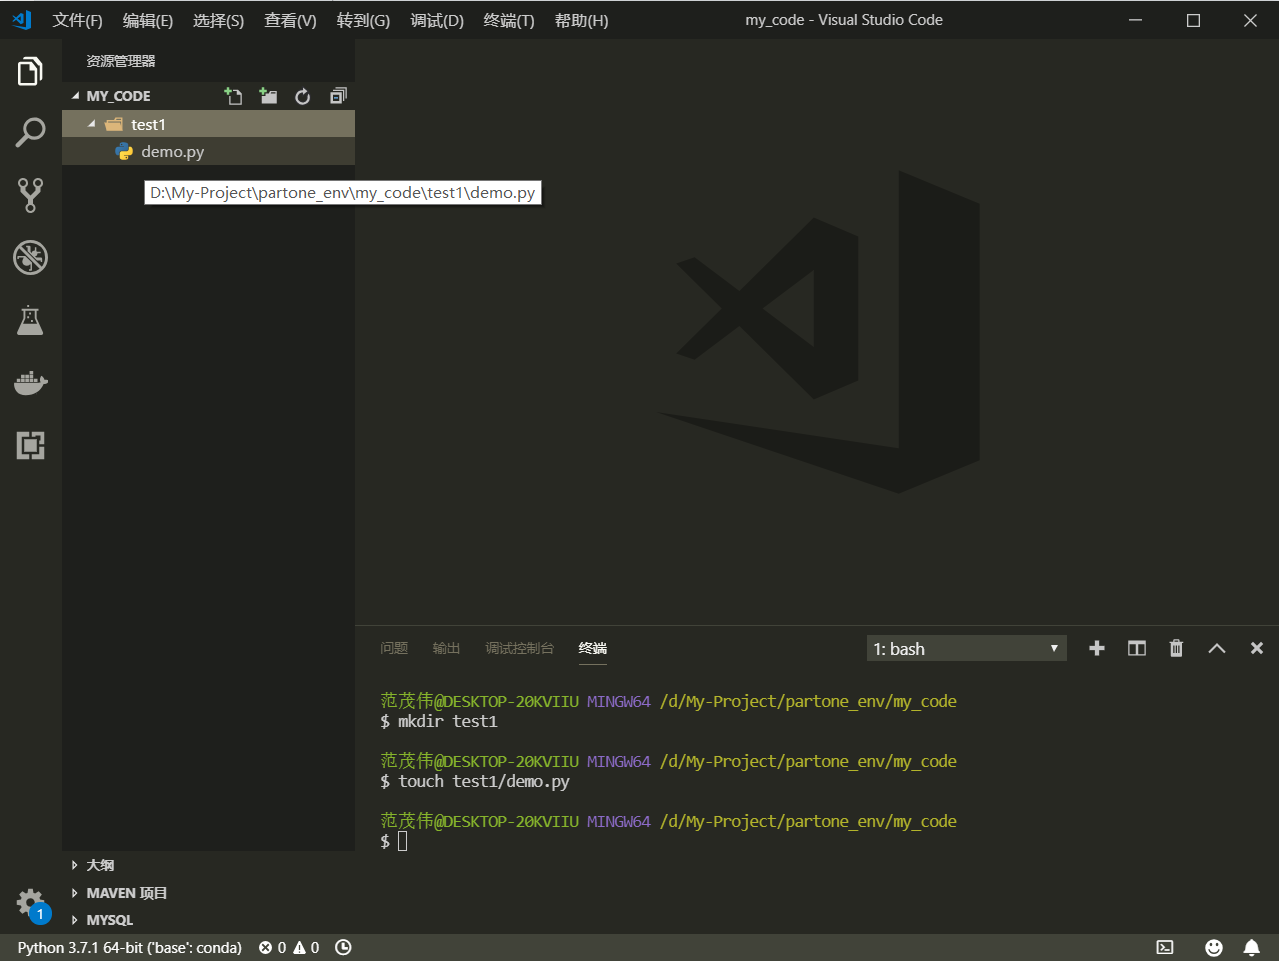 文件(F) 编辑(E) 选择(S) 查看(V) 转到(G) 调试(D) 终端(T) 帮助(H) my_code - Visual Studio Code
资源管理器
MY_CODE
test1
demo.py
D:\My-Project\partone_env\my_code\test1\demo.py
问题 输出 调试控制台 终端 1: bash
范茂伟@DESKTOP-20KVIIU MINGW64 /d/My-Project/partone_env/my_code
$ mkdir test1
范茂伟@DESKTOP-20KVIIU MINGW64 /d/My-Project/partone_env/my_code
$ touch test1/demo.py
范茂伟@DESKTOP-20KVIIU MINGW64 /d/My-Project/partone_env/my_code
$
大纲
MAVEN 项目
1
MYSQL
Python 3.7.1 64-bit ('base': conda) 0 0